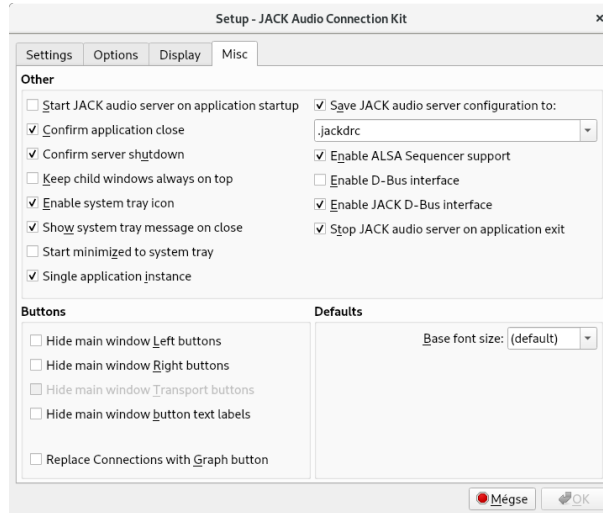 Setup - JACK Audio Connection Kit
Settings Options Display Misc
Other
Start JACK audio server on application startup
Confirm application close
Confirm server shutdown
Keep child windows always on top
Enable system tray icon
Show system tray message on close
Start minimized to system tray
Single application instance
Save JACK audio server configuration to:
.jackdrc
Enable ALSA Sequencer support
Enable D-Bus interface
Enable JACK D-Bus interface
Stop JACK audio server on application exit
Buttons
Hide main window Left buttons
Hide main window Right buttons
Hide main window Transport buttons
Hide main window button text labels
Replace Connections with Graph button
Defaults
Base font size: (default)
Mégse OK